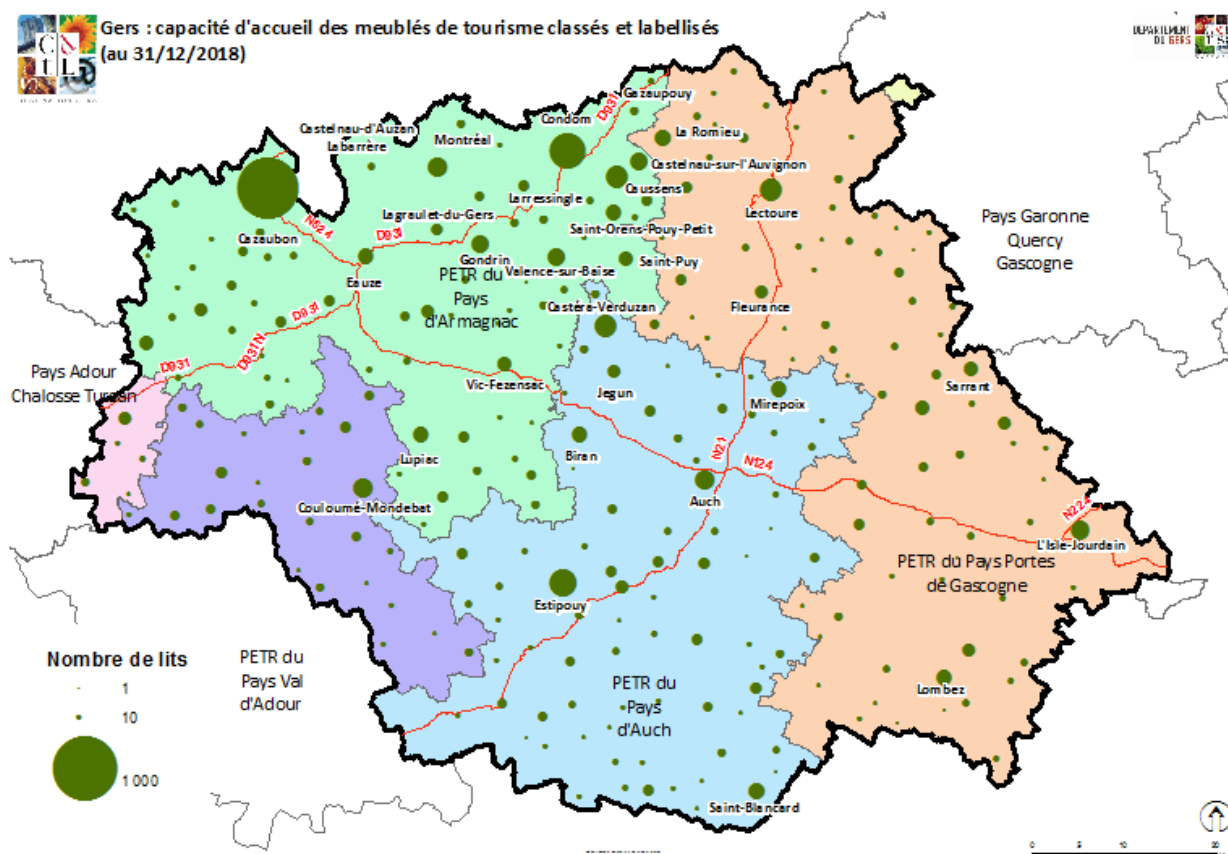 Gers : capacité d'accueil des meublés de tourisme classés et labellisés
(au 31/12/2018)
DEPARTEMENT
DU GERS
Gazaupouy
D931
Condom
Castelnau-d'Auzan
Labarrère
Montréal
La Romieu
Castelnau-sur-l'Auvignon
Caussens
Larressingle
Lectoure
Lagraulet-du-Gers
N524
D931
Saint-Orens-Pouy-Petit
Pays Garonne
Quercy
Gascogne
Cazaubon
Gondrin
Saint-Puy
Eauze
Valence-sur-Baïse
PETR du
Pays
d'Armagnac
Castéra-Verduzan
Fleurance
D931
D931N
D931
Pays Adour
Chalosse Tursan
Vic-Fezensac
Jegun
Mirepoix
Sarrant
Lupiac
Biran
N21
N124
Auch
Couloumé-Mondebat
N224
L'Isle-Jourdain
PETR du Pays Portes
de Gascogne
Estipouy
Nombre de lits
1
10
1 000
PETR du
Pays Val
d'Adour
PETR du
Pays
d'Auch
Lombez
Saint-Blancard
0 5 10 20